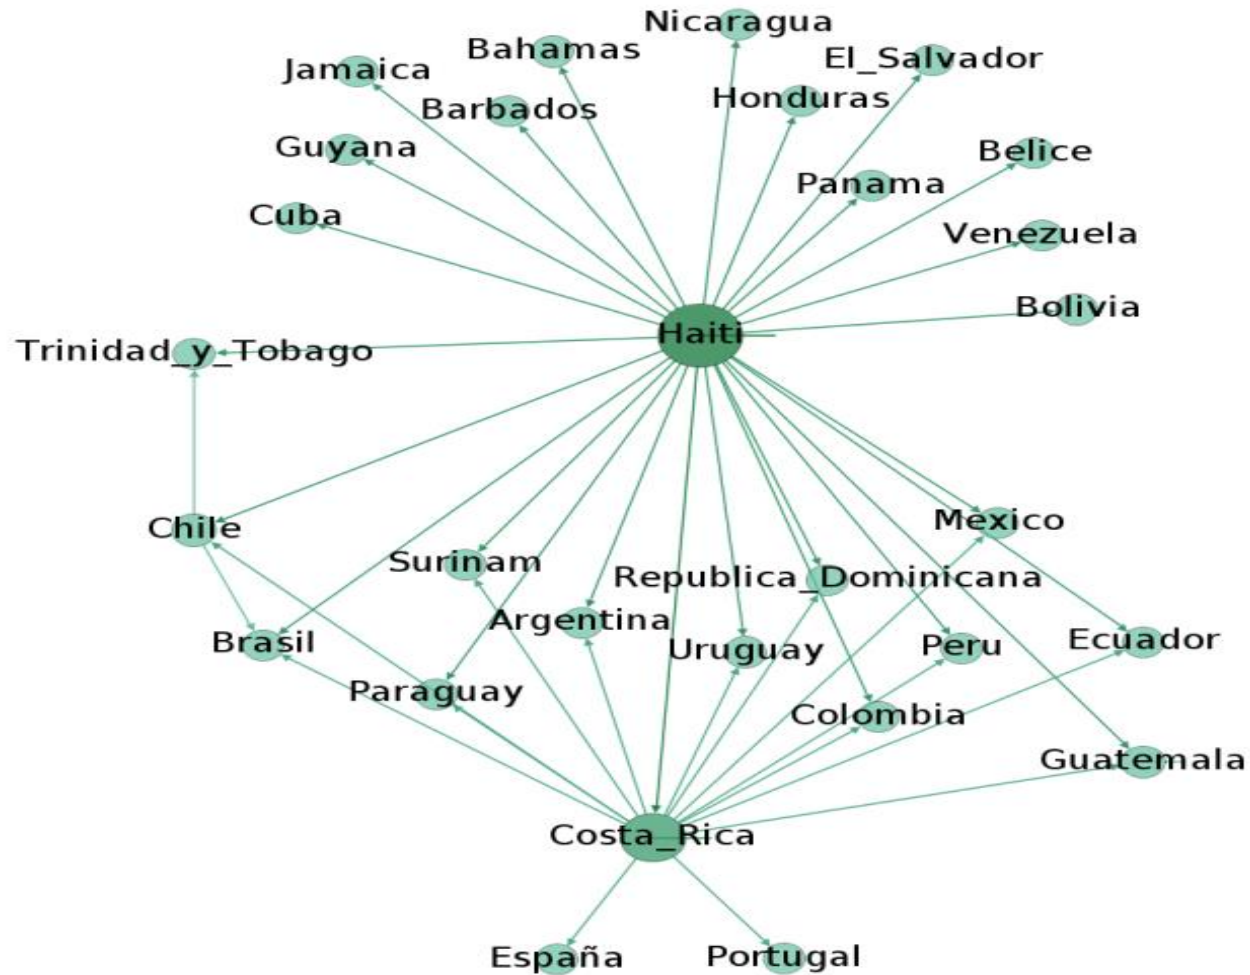 Nicaragua
Bahamas
El_Salvador
Jamaica
Honduras
Barbados
Guyana
Belice
Panama
Cuba
Venezuela
Bolivia
Haiti
Trinidad_y_Tobago
Mexico
Chile
Surinam
Republica_Dominicana
Argentina
Brasil
Uruguay
Peru
Ecuador
Paraguay
Colombia
Guatemala
Costa_Rica
España
Portugal